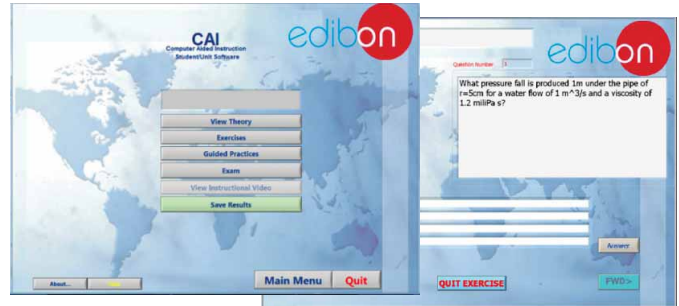 CAI
Computer Aided Instruction
Student/Unit Software
edibon
View Theory
Exercises
Guided Practices
Exam
View Instructional Video
Save Results
About...
Main Menu
Quit
edibon
Question Number
What pressure fall is produced 1m under the pipe of
r=5cm for a water flow of 1 m^3/s and a viscosity of
1.2 miliPa s?
Answer
QUIT EXERCISE
FWD>